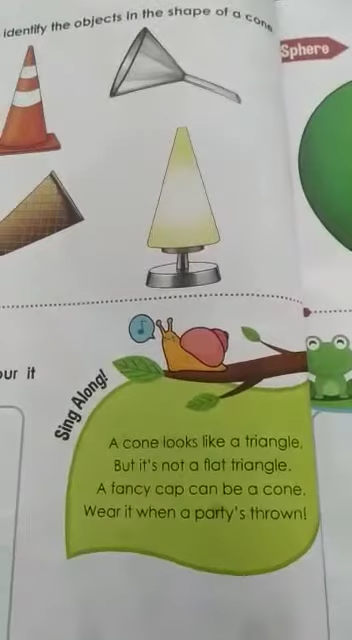 identify the objects in the shape of a cone
Sphere
our it
Sing Along!
A cone looks like a triangle,
But it's not a flat triangle.
A fancy cap can be a cone.
Wear it when a party's thrown!